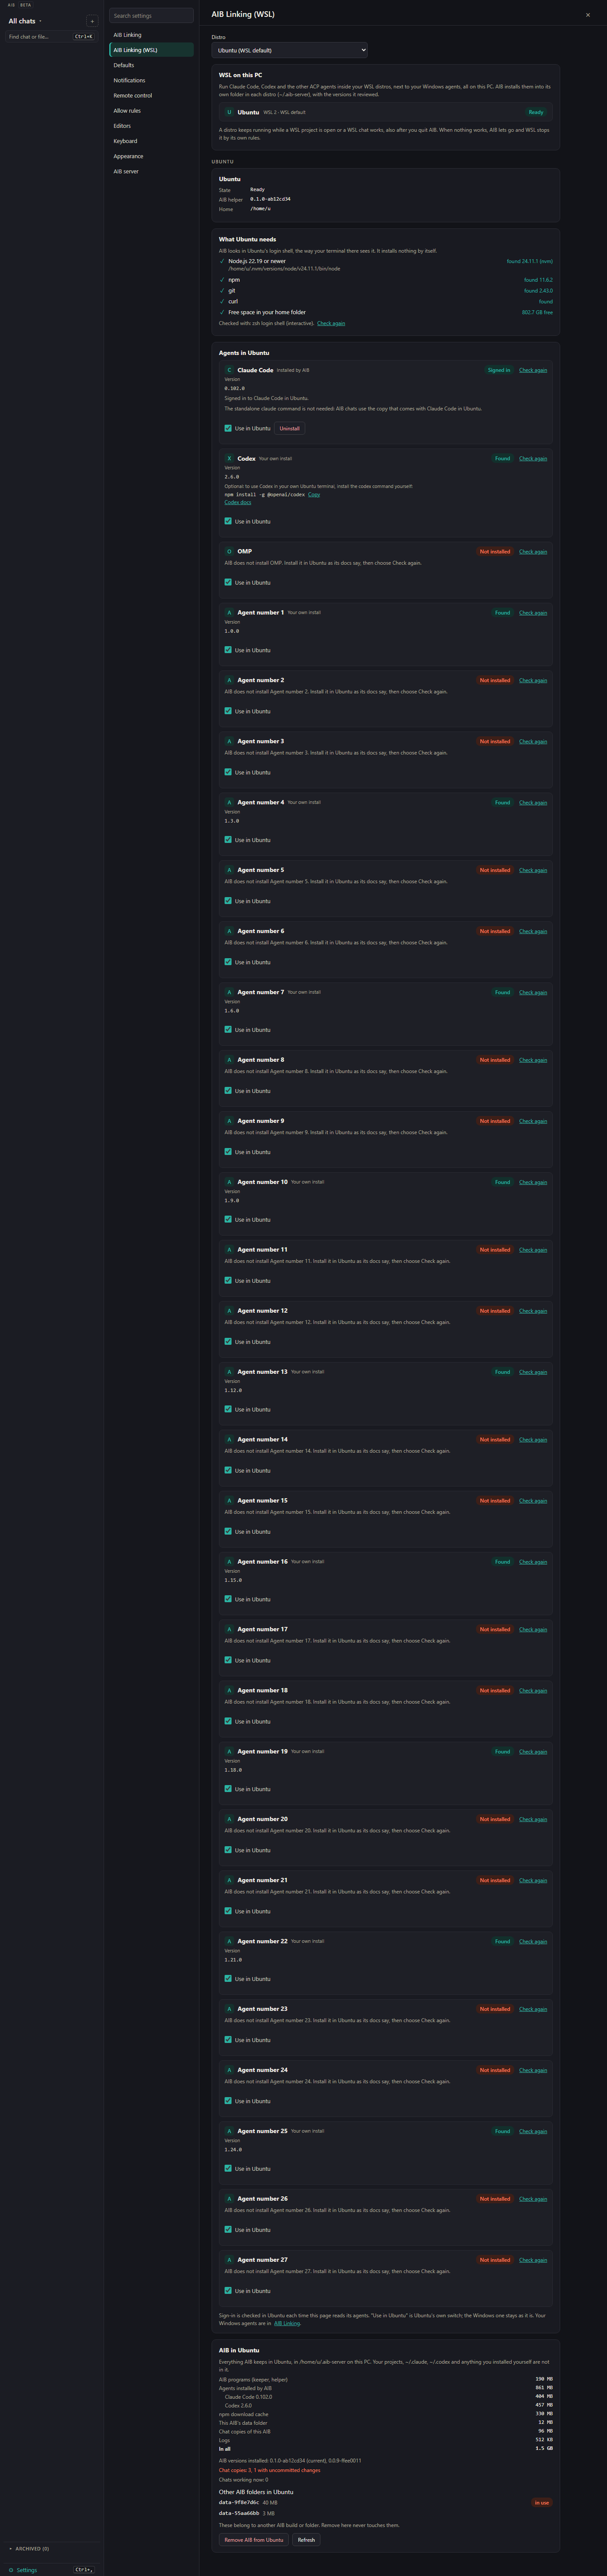 AIB BETA
All chats
+
Find chat or file... Ctrl+K
ARCHIVED (0)
Settings Ctrl+,
Search settings
AIB Linking
AIB Linking (WSL)
Defaults
Notifications
Remote control
Allow rules
Editors
Keyboard
Appearance
AIB server
AIB Linking (WSL)
Distro
Ubuntu (WSL default)
WSL on this PC
Run Claude Code, Codex and the other ACP agents inside your WSL distros, next to your Windows agents, all on this PC. AIB installs them into its
own folder in each distro (~/.aib-server), with the versions it reviewed.
U Ubuntu WSL 2 · WSL default Ready
A distro keeps running while a WSL project is open or a WSL chat works, also after you quit AIB. When nothing works, AIB lets go and WSL stops
it by its own rules.
UBUNTU
Ubuntu
State Ready
AIB helper 0.1.0-ab12cd34
Home /home/u
What Ubuntu needs
AIB looks in Ubuntu's login shell, the way your terminal there sees it. It installs nothing by itself.
Node.js 22.19 or newer found 24.11.1 (nvm)
/home/u/.nvm/versions/node/v24.11.1/bin/node
npm found 11.6.2
git found 2.43.0
curl found
Free space in your home folder 802.7 GB free
Checked with: zsh login shell (interactive). Check again
Agents in Ubuntu
C Claude Code Installed by AIB Signed in Check again
Version
0.102.0
Signed in to Claude Code in Ubuntu.
The standalone claude command is not needed: AIB chats use the copy that comes with Claude Code in Ubuntu.
Use in Ubuntu Uninstall
X Codex Your own install Found Check again
Version
2.6.0
Optional: to use Codex in your own Ubuntu terminal, install the codex command yourself:
npm install -g @openai/codex Copy
Codex docs
Use in Ubuntu
O OMP Not installed Check again
AIB does not install OMP. Install it in Ubuntu as its docs say, then choose Check again.
Use in Ubuntu
A Agent number 1 Your own install Found Check again
Version
1.0.0
Use in Ubuntu
A Agent number 2 Not installed Check again
AIB does not install Agent number 2. Install it in Ubuntu as its docs say, then choose Check again.
Use in Ubuntu
A Agent number 3 Not installed Check again
AIB does not install Agent number 3. Install it in Ubuntu as its docs say, then choose Check again.
Use in Ubuntu
A Agent number 4 Your own install Found Check again
Version
1.3.0
Use in Ubuntu
A Agent number 5 Not installed Check again
AIB does not install Agent number 5. Install it in Ubuntu as its docs say, then choose Check again.
Use in Ubuntu
A Agent number 6 Not installed Check again
AIB does not install Agent number 6. Install it in Ubuntu as its docs say, then choose Check again.
Use in Ubuntu
A Agent number 7 Your own install Found Check again
Version
1.6.0
Use in Ubuntu
A Agent number 8 Not installed Check again
AIB does not install Agent number 8. Install it in Ubuntu as its docs say, then choose Check again.
Use in Ubuntu
A Agent number 9 Not installed Check again
AIB does not install Agent number 9. Install it in Ubuntu as its docs say, then choose Check again.
Use in Ubuntu
A Agent number 10 Your own install Found Check again
Version
1.9.0
Use in Ubuntu
A Agent number 11 Not installed Check again
AIB does not install Agent number 11. Install it in Ubuntu as its docs say, then choose Check again.
Use in Ubuntu
A Agent number 12 Not installed Check again
AIB does not install Agent number 12. Install it in Ubuntu as its docs say, then choose Check again.
Use in Ubuntu
A Agent number 13 Your own install Found Check again
Version
1.12.0
Use in Ubuntu
A Agent number 14 Not installed Check again
AIB does not install Agent number 14. Install it in Ubuntu as its docs say, then choose Check again.
Use in Ubuntu
A Agent number 15 Not installed Check again
AIB does not install Agent number 15. Install it in Ubuntu as its docs say, then choose Check again.
Use in Ubuntu
A Agent number 16 Your own install Found Check again
Version
1.15.0
Use in Ubuntu
A Agent number 17 Not installed Check again
AIB does not install Agent number 17. Install it in Ubuntu as its docs say, then choose Check again.
Use in Ubuntu
A Agent number 18 Not installed Check again
AIB does not install Agent number 18. Install it in Ubuntu as its docs say, then choose Check again.
Use in Ubuntu
A Agent number 19 Your own install Found Check again
Version
1.18.0
Use in Ubuntu
A Agent number 20 Not installed Check again
AIB does not install Agent number 20. Install it in Ubuntu as its docs say, then choose Check again.
Use in Ubuntu
A Agent number 21 Not installed Check again
AIB does not install Agent number 21. Install it in Ubuntu as its docs say, then choose Check again.
Use in Ubuntu
A Agent number 22 Your own install Found Check again
Version
1.21.0
Use in Ubuntu
A Agent number 23 Not installed Check again
AIB does not install Agent number 23. Install it in Ubuntu as its docs say, then choose Check again.
Use in Ubuntu
A Agent number 24 Not installed Check again
AIB does not install Agent number 24. Install it in Ubuntu as its docs say, then choose Check again.
Use in Ubuntu
A Agent number 25 Your own install Found Check again
Version
1.24.0
Use in Ubuntu
A Agent number 26 Not installed Check again
AIB does not install Agent number 26. Install it in Ubuntu as its docs say, then choose Check again.
Use in Ubuntu
A Agent number 27 Not installed Check again
AIB does not install Agent number 27. Install it in Ubuntu as its docs say, then choose Check again.
Use in Ubuntu
Sign-in is checked in Ubuntu each time this page reads its agents. "Use in Ubuntu" is Ubuntu's own switch; the Windows one stays as it is. Your
Windows agents are in AIB Linking.
AIB in Ubuntu
Everything AIB keeps in Ubuntu, in /home/u/.aib-server on this PC. Your projects, ~/.claude, ~/.codex and anything you installed yourself are not
in it.
AIB programs (keeper, helper) 190 MB
Agents installed by AIB 861 MB
Claude Code 0.102.0 404 MB
Codex 2.6.0 457 MB
npm download cache 330 MB
This AIB's data folder 12 MB
Chat copies of this AIB 96 MB
Logs 512 KB
In all 1.5 GB
AIB versions installed: 0.1.0-ab12cd34 (current), 0.0.9-ffee0011
Chat copies: 3, 1 with uncommitted changes
Chats working now: 0
Other AIB folders in Ubuntu
data-9f8e7d6c 40 MB in use
data-55aa66bb 3 MB
These belong to another AIB build or folder. Remove here never touches them.
Remove AIB from Ubuntu Refresh